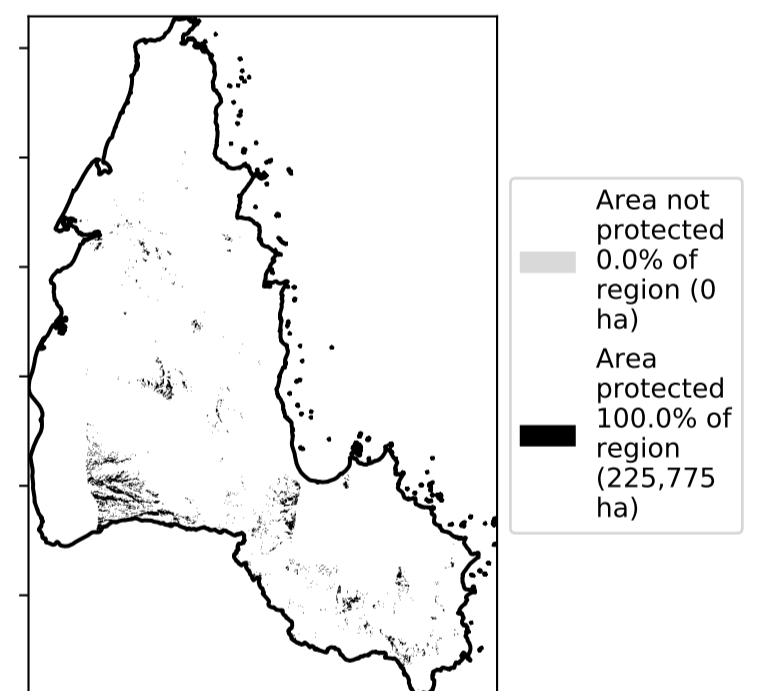 Area not
protected
0.0% of
region (0
ha)
Area
protected
100.0% of
region
(225,775
ha)